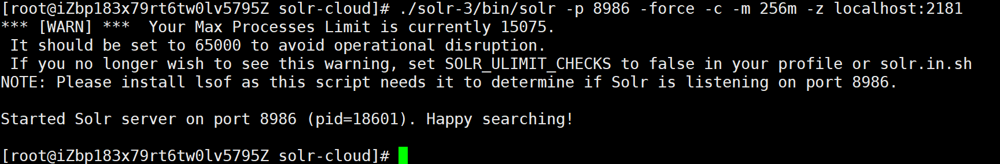 [root@iZbp183x79rt6tw0lv5795Z solr-cloud]# ./solr-3/bin/solr -p 8986 -force -c -m 256m -z localhost:2181
*** [WARN] ***  Your Max Processes Limit is currently 15075.
 It should be set to 65000 to avoid operational disruption.
 If you no longer wish to see this warning, set SOLR_ULIMIT_CHECKS to false in your profile or solr.in.sh
NOTE: Please install lsof as this script needs it to determine if Solr is listening on port 8986.
Started Solr server on port 8986 (pid=18601). Happy searching!
[root@iZbp183x79rt6tw0lv5795Z solr-cloud]#